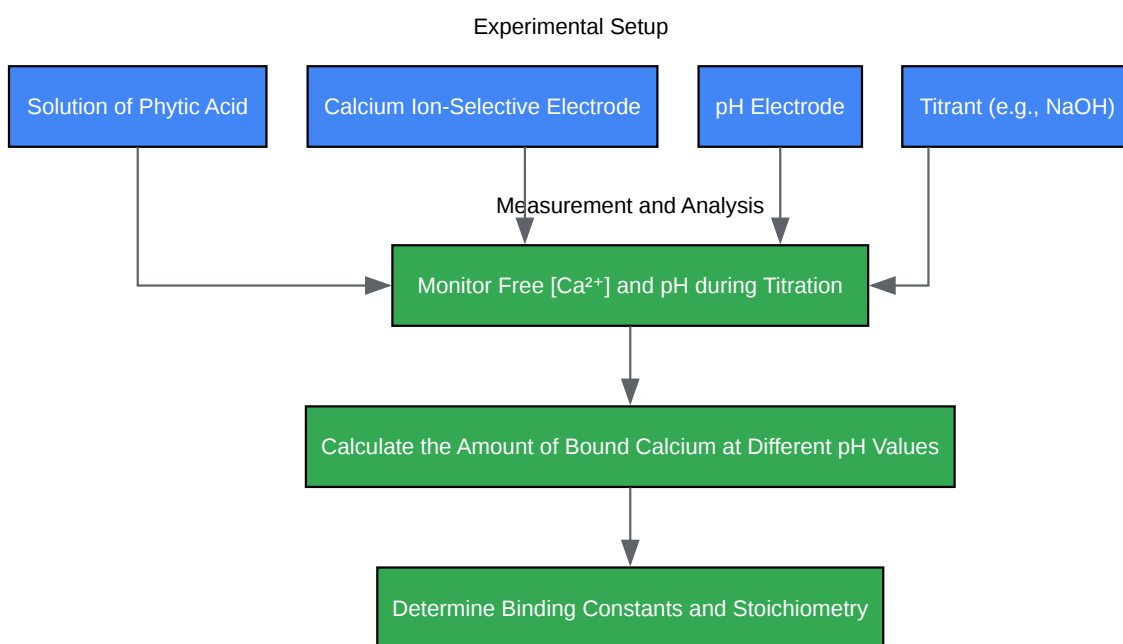 Experimental Setup
Solution of Phytic Acid
Calcium Ion-Selective Electrode
pH Electrode
Titrant (e.g., NaOH)
Measurement and Analysis
Monitor Free [Ca²⁺] and pH during Titration
Calculate the Amount of Bound Calcium at Different pH Values
Determine Binding Constants and Stoichiometry